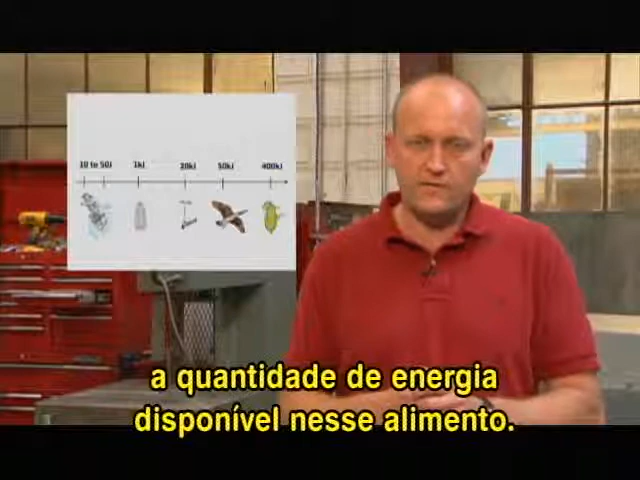 10 to 50J 1kJ 20kJ 50kJ 400kJ
a quantidade de energia
disponível nesse alimento.